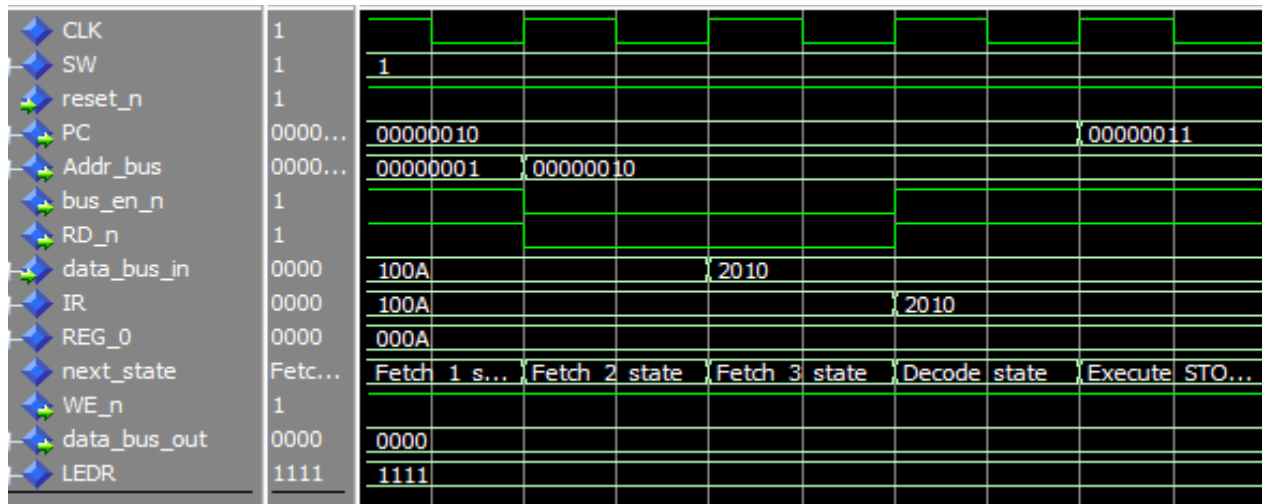 CLK 1
SW 1 1
reset_n 1
PC 0000... 00000010 00000011
Addr_bus 0000... 00000001 00000010
bus_en_n 1
RD_n 1
data_bus_in 0000 100A 2010
IR 0000 100A 2010
REG_0 0000 000A
next_state Fetc... Fetch 1 s... Fetch 2 state Fetch 3 state Decode state Execute STO...
WE_n 1
data_bus_out 0000 0000
LEDR 1111 1111